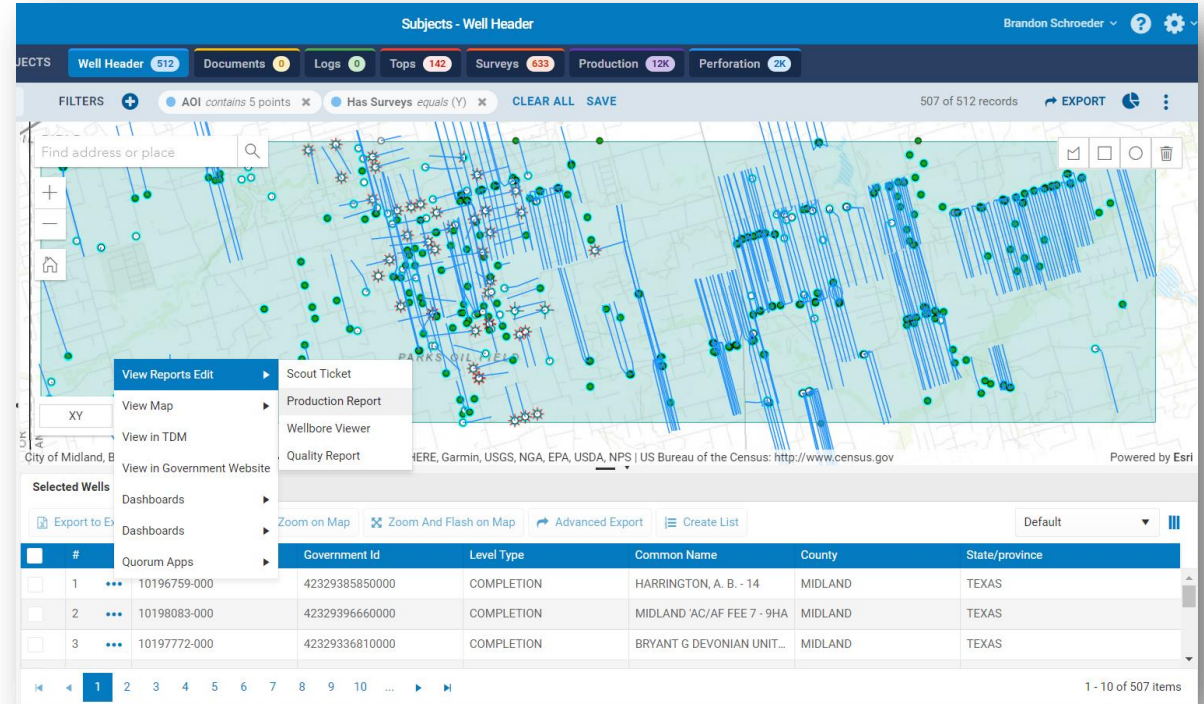 Subjects - Well Header
Brandon Schroeder
JECTS
Well Header 512
Documents 0
Logs 0
Tops 142
Surveys 633
Production 12K
Perforation 2K
FILTERS
AOI contains 5 points
Has Surveys equals (Y)
CLEAR ALL
SAVE
507 of 512 records
EXPORT
Find address or place
PARKS OIL FIELD
XY
View Reports Edit
View Map
View in TDM
View in Government Website
Dashboards
Dashboards
Quorum Apps
Scout Ticket
Production Report
Wellbore Viewer
Quality Report
City of Midland, B
HERE, Garmin, USGS, NGA, EPA, USDA, NPS | US Bureau of the Census: http://www.census.gov
Powered by Esri
Selected Wells
Export to Ex
Zoom on Map
Zoom And Flash on Map
Advanced Export
Create List
Default
# Government Id Level Type Common Name County State/province
1 ••• 10196759-000 42329385850000 COMPLETION HARRINGTON, A. B. - 14 MIDLAND TEXAS
2 ••• 10198083-000 42329396660000 COMPLETION MIDLAND 'AC/AF FEE 7 - 9HA MIDLAND TEXAS
3 ••• 10197772-000 42329336810000 COMPLETION BRYANT G DEVONIAN UNIT... MIDLAND TEXAS
1 2 3 4 5 6 7 8 9 10 ...
1 - 10 of 507 items